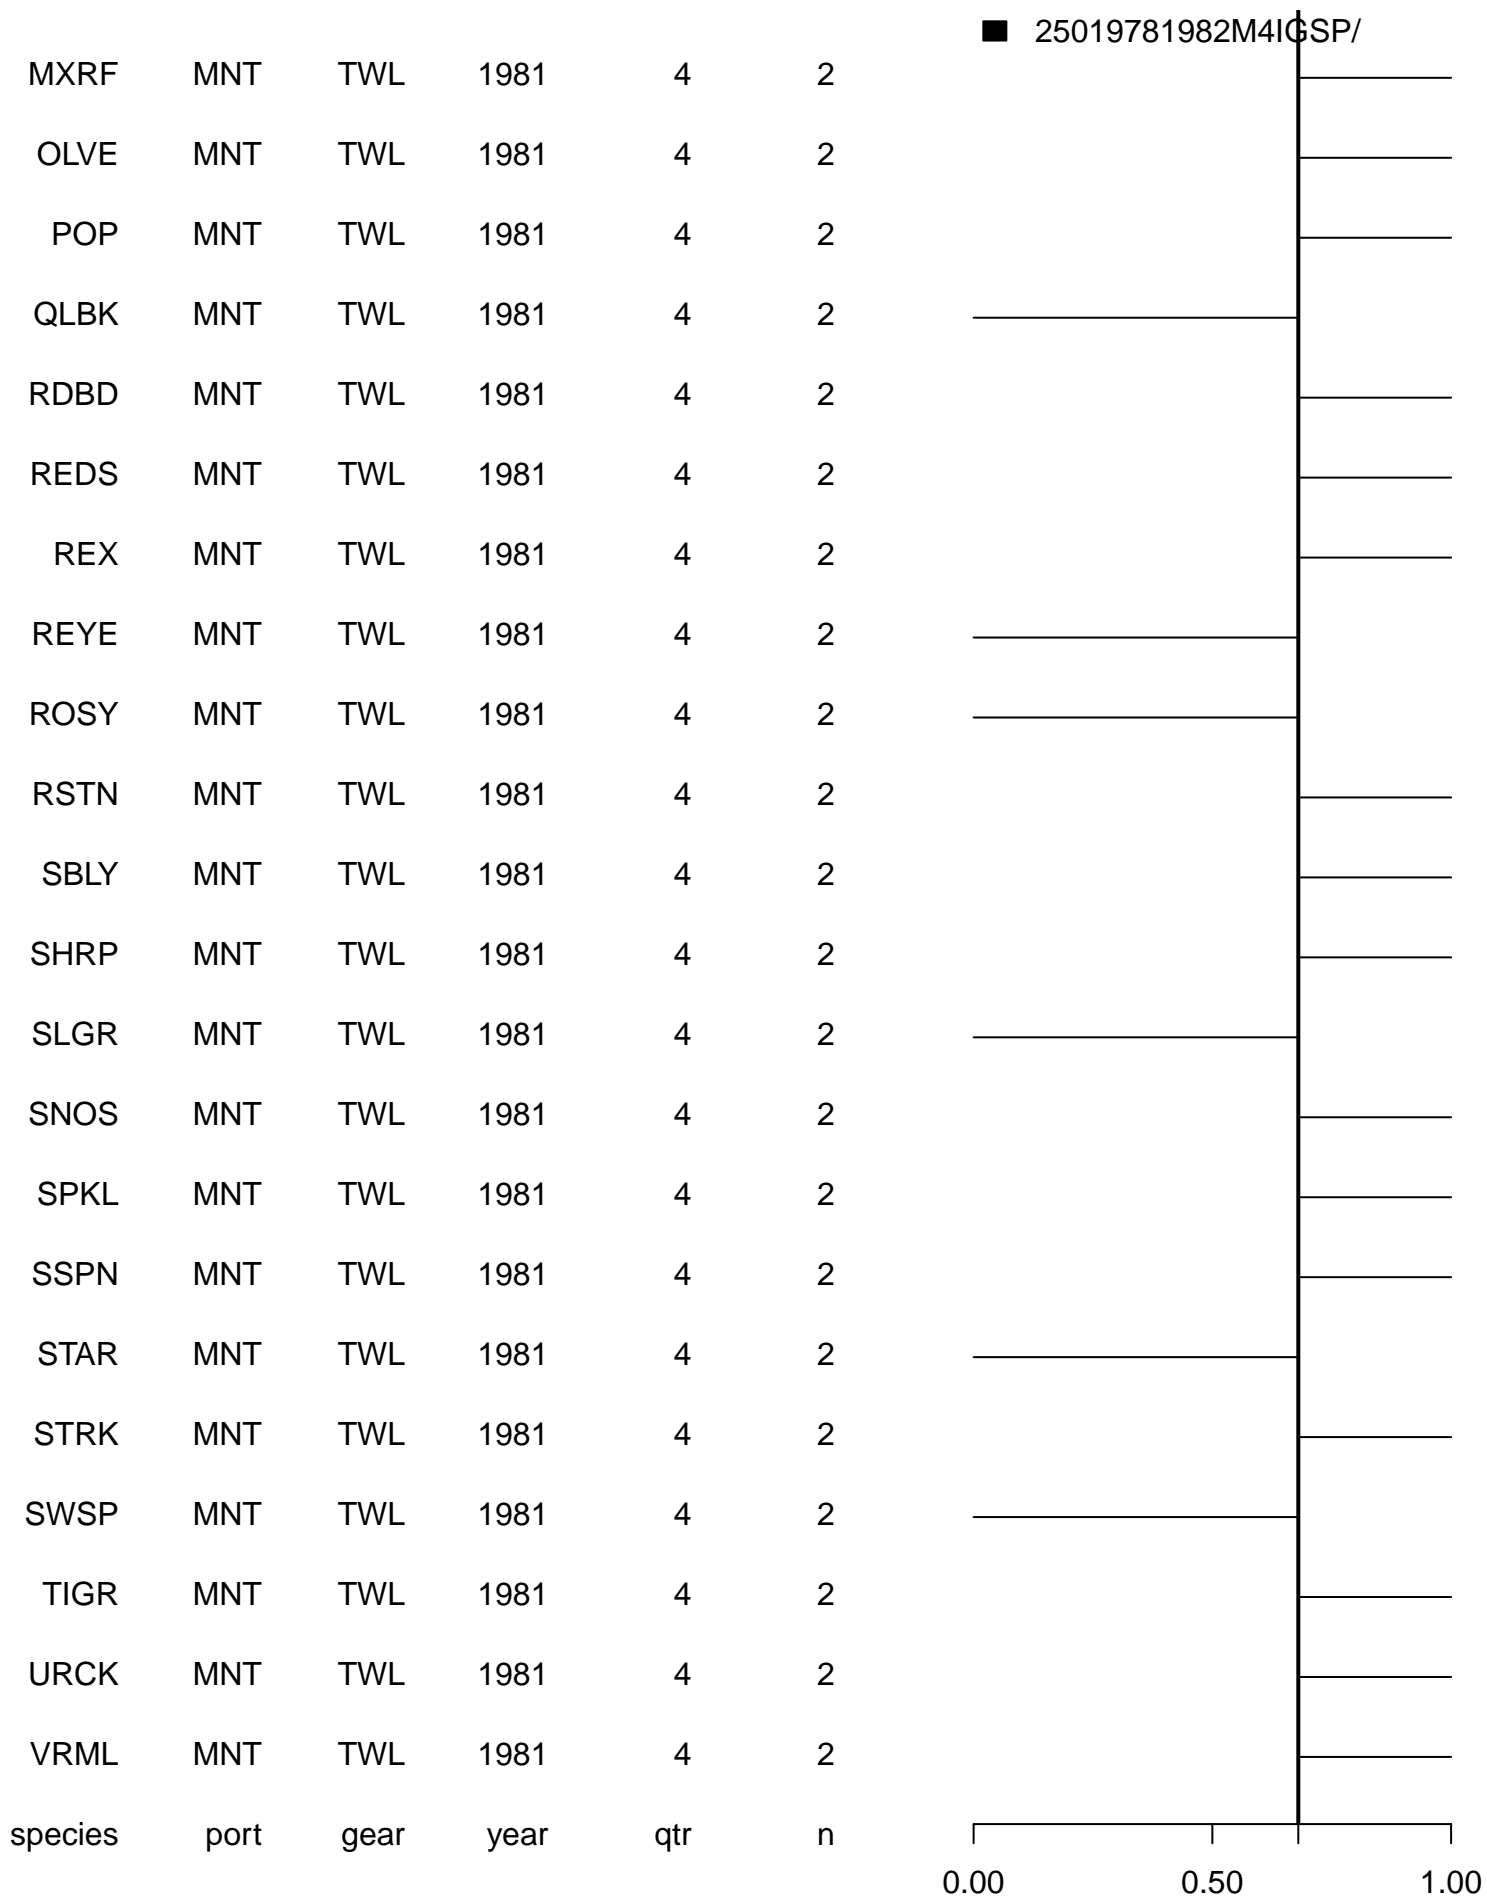 25019781982M4IGSP/
MXRF MNT TWL 1981 4 2
OLVE MNT TWL 1981 4 2
POP MNT TWL 1981 4 2
QLBK MNT TWL 1981 4 2
RDBD MNT TWL 1981 4 2
REDS MNT TWL 1981 4 2
REX MNT TWL 1981 4 2
REYE MNT TWL 1981 4 2
ROSY MNT TWL 1981 4 2
RSTN MNT TWL 1981 4 2
SBLY MNT TWL 1981 4 2
SHRP MNT TWL 1981 4 2
SLGR MNT TWL 1981 4 2
SNOS MNT TWL 1981 4 2
SPKL MNT TWL 1981 4 2
SSPN MNT TWL 1981 4 2
STAR MNT TWL 1981 4 2
STRK MNT TWL 1981 4 2
SWSP MNT TWL 1981 4 2
TIGR MNT TWL 1981 4 2
URCK MNT TWL 1981 4 2
VRML MNT TWL 1981 4 2
species port gear year qtr n
0.00 0.50 1.00